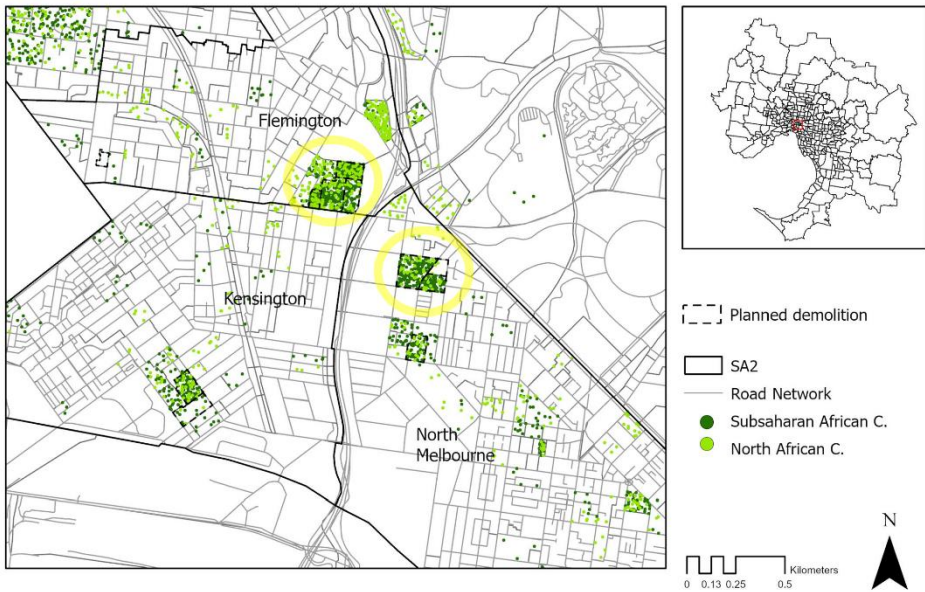 Flemington
Kensington
North
Melbourne
Planned demolition
SA2
Road Network
Subsaharan African C.
North African C.
N
Kilometers
0 0.13 0.25 0.5